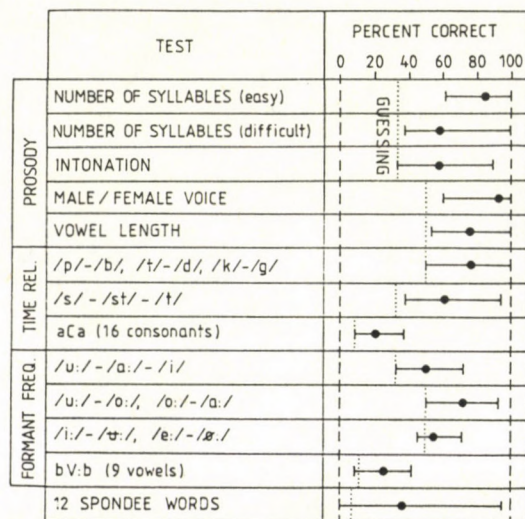 TEST
PERCENT CORRECT
0 20 40 60 80 100
PROSODY
NUMBER OF SYLLABLES (easy)
NUMBER OF SYLLABLES (difficult)
INTONATION
MALE / FEMALE VOICE
VOWEL LENGTH
GUESSING
TIME REL.
/p/-/b/, /t/-/d/, /k/-/g/
/s/ - /st/ - /t/
aCa (16 consonants)
FORMANT FREQ.
/u:/-/a:/-/i/
/u:/-/o:/, /o:/-/a:/
/i:/-/ʉ:/, /e:/-/ø:/
bV:b (9 vowels)
12 SPONDEE WORDS